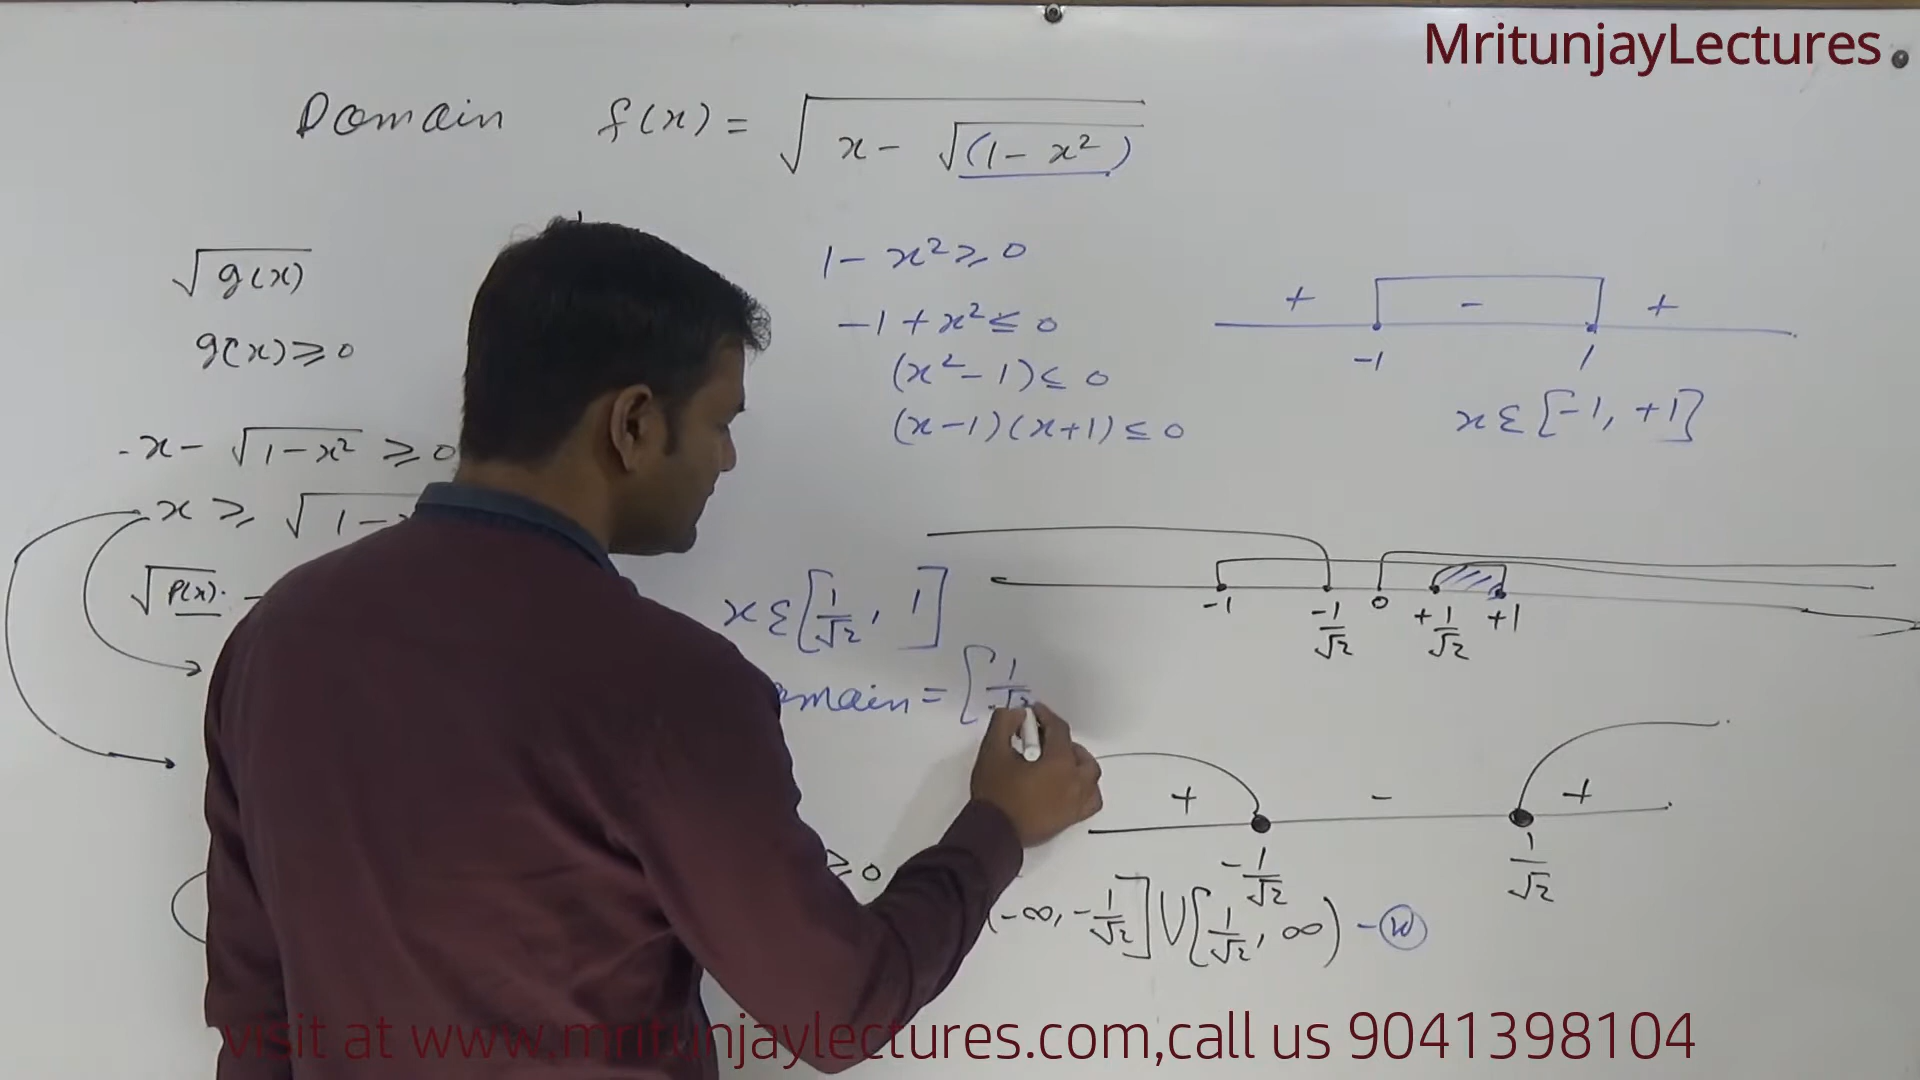 MritunjayLectures
Domain f(x) = √(x - √(1 - x²))
√g(x)
g(x) ≥ 0
x - √1-x² ≥ 0
x ≥ √1-
√P(x)
1 - x² ≥ 0
-1 + x² ≤ 0
(x² - 1) ≤ 0
(x-1)(x+1) ≤ 0
+ - +
-1 1
x ε [-1, +1]
-1 -1/√2 0 +1/√2 +1
x ε [1/√2, 1]
main = [1/√2
+ - +
-1/√2 1/√2
≥ 0
(-∞, -1/√2] ∪ [1/√2, ∞) -
visit at www.mritunjaylectures.com,call us 9041398104